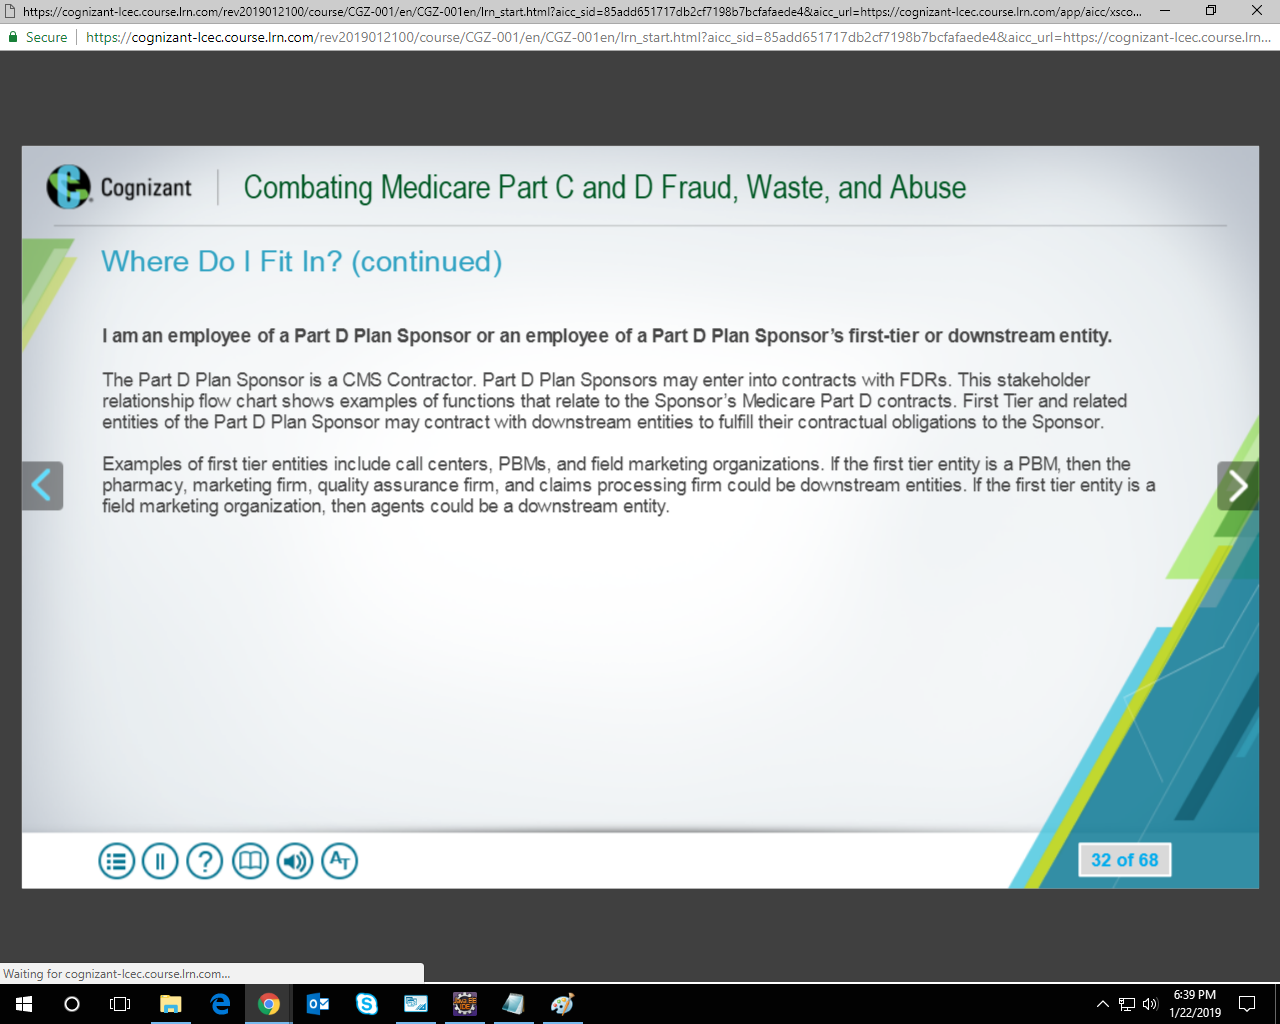 https://cognizant-lcec.course.lrn.com/rev2019012100/course/CGZ-001/en/CGZ-001en/lrn_start.html?aicc_sid=85add651717db2cf7198b7bcfafaede4&aicc_url=https://cognizant-lcec.course.lrn.com/app/aicc/xsco...
Secure https://cognizant-lcec.course.lrn.com/rev2019012100/course/CGZ-001/en/CGZ-001en/lrn_start.html?aicc_sid=85add651717db2cf7198b7bcfafaede4&aicc_url=https://cognizant-lcec.course.lrn...
Cognizant Combating Medicare Part C and D Fraud, Waste, and Abuse
Where Do I Fit In? (continued)
I am an employee of a Part D Plan Sponsor or an employee of a Part D Plan Sponsor’s first-tier or downstream entity.
The Part D Plan Sponsor is a CMS Contractor. Part D Plan Sponsors may enter into contracts with FDRs. This stakeholder
relationship flow chart shows examples of functions that relate to the Sponsor’s Medicare Part D contracts. First Tier and related
entities of the Part D Plan Sponsor may contract with downstream entities to fulfill their contractual obligations to the Sponsor.
Examples of first tier entities include call centers, PBMs, and field marketing organizations. If the first tier entity is a PBM, then the
pharmacy, marketing firm, quality assurance firm, and claims processing firm could be downstream entities. If the first tier entity is a
field marketing organization, then agents could be a downstream entity.
32 of 68
Waiting for cognizant-lcec.course.lrn.com...
6:39 PM
1/22/2019